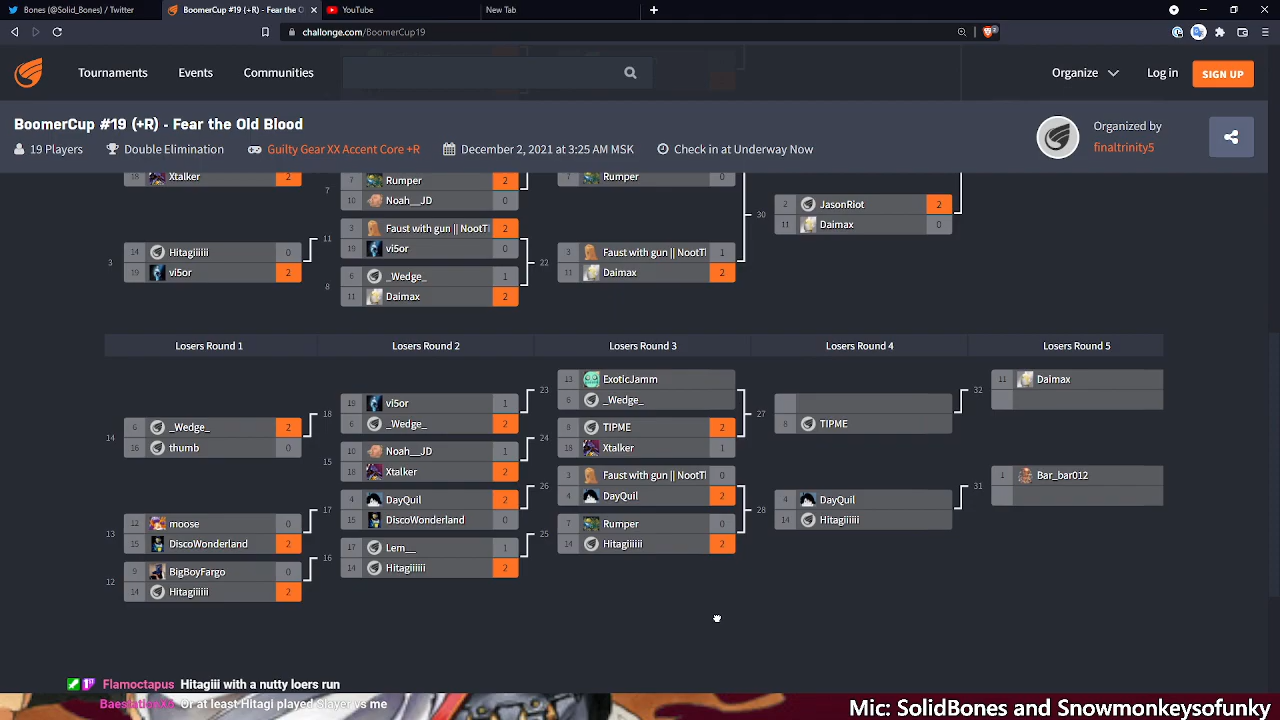 Bones (@Solid_Bones) / Twitter
BoomerCup #19 (+R) - Fear the O
YouTube
New Tab
challonge.com/BoomerCup19
Tournaments
Events
Communities
Organize
Log in
SIGN UP
BoomerCup #19 (+R) - Fear the Old Blood
19 Players
Double Elimination
Guilty Gear XX Accent Core +R
December 2, 2021 at 3:25 AM MSK
Check in at Underway Now
Organized by
finaltrinity5
18 Xtalker 2
3
14 Hitagiiiiii 0
19 vi5or 2
7
7 Rumper 2
10 Noah__JD 0
11
3 Faust with gun || NootT 2
19 vi5or 0
8
6 _Wedge_ 1
11 Daimax 2
7 Rumper 0
22
3 Faust with gun || NootT 1
11 Daimax 2
30
2 JasonRiot 2
11 Daimax 0
Losers Round 1
Losers Round 2
Losers Round 3
Losers Round 4
Losers Round 5
14
6 _Wedge_ 2
16 thumb 0
13
12 moose 0
15 DiscoWonderland 2
12
9 BigBoyFargo 0
14 Hitagiiiiii 2
18
19 vi5or 1
6 _Wedge_ 2
15
10 Noah__JD 1
18 Xtalker 2
17
4 DayQuil 2
15 DiscoWonderland 0
16
17 Lem__ 1
14 Hitagiiiiii 2
23
13 ExoticJamm
6 _Wedge_
24
8 TIPME 2
18 Xtalker 1
26
3 Faust with gun || NootT 0
4 DayQuil 2
25
7 Rumper 0
14 Hitagiiiiii 2
27
8 TIPME
28
4 DayQuil
14 Hitagiiiiii
32
11 Daimax
31
1 Bar_bar012
Flamoctapus Hitagiii with a nutty loers run
Or at least Hitagi played Slayer vs me
Mic: SolidBones and Snowmonkeysofunky